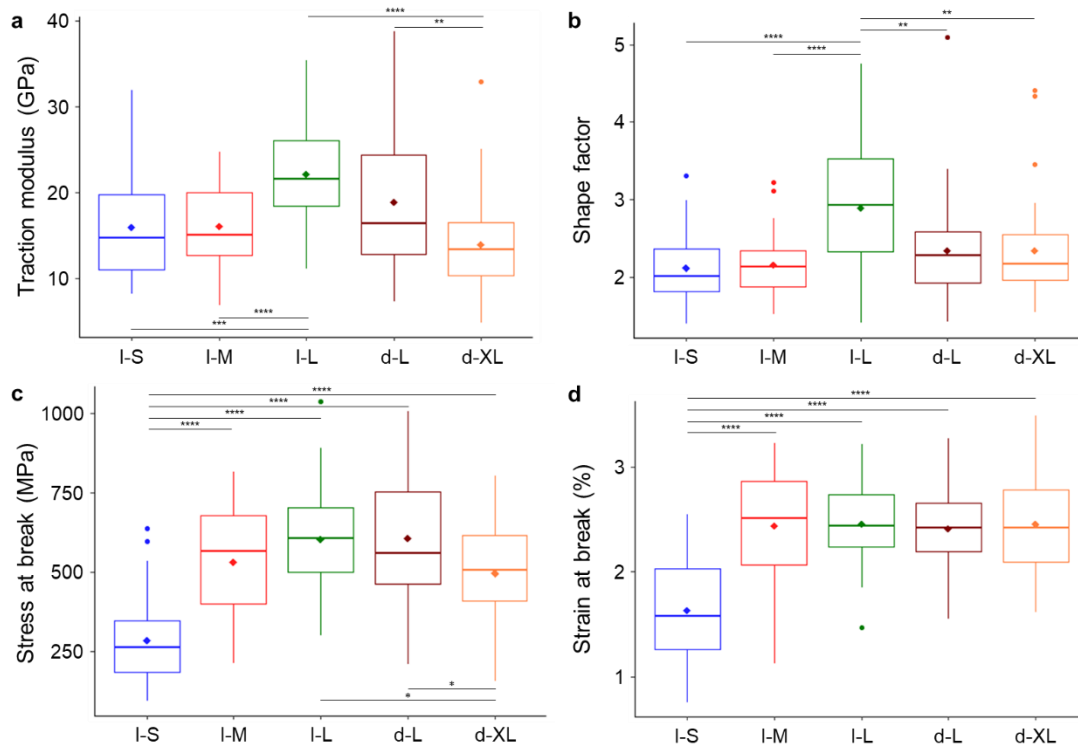 a
Traction modulus (GPa)
40
30
20
10
****
**
****
***
l-S l-M l-L d-L d-XL
b
Shape factor
5
4
3
2
**
****
**
****
l-S l-M l-L d-L d-XL
c
Stress at break (MPa)
1000
750
500
250
****
****
****
****
*
*
l-S l-M l-L d-L d-XL
d
Strain at break (%)
3
2
1
****
****
****
****
l-S l-M l-L d-L d-XL